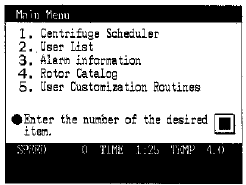 Main Menu
1. Centrifuge Scheduler
2. User List
3. Alarm information
4. Rotor Catalog
5. User Customization Routines
●Enter the number of the desired
item.
SPEED 0 TIME 1:25 TEMP 4.0